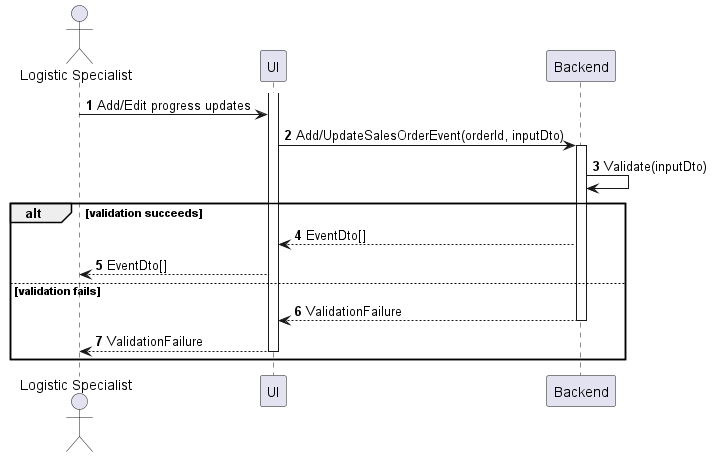 Logistic Specialist
UI
Backend
1 Add/Edit progress updates
2 Add/UpdateSalesOrderEvent(orderId, inputDto)
3 Validate(inputDto)
alt [validation succeeds]
4 EventDto[]
5 EventDto[]
[validation fails]
6 ValidationFailure
7 ValidationFailure
Logistic Specialist
UI
Backend